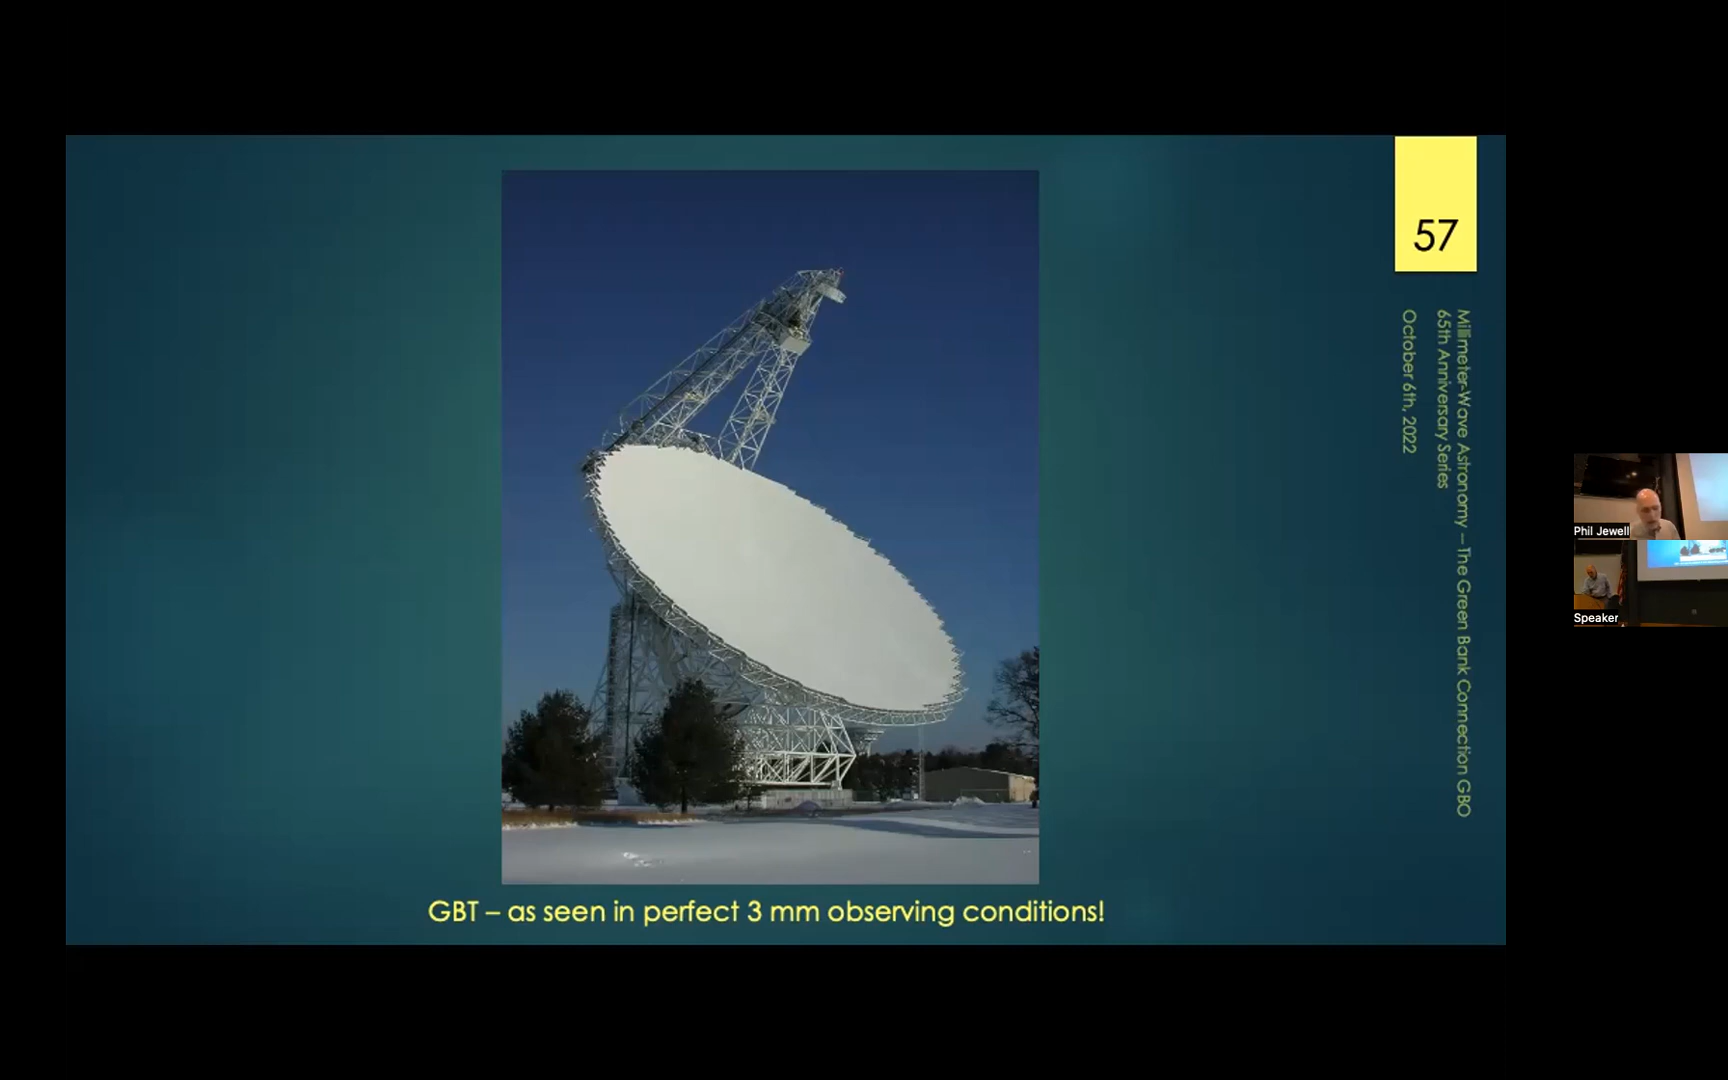 57
Millimeter-Wave Astronomy – The Green Bank Connection GBO
65th Anniversary Series
October 6th, 2022
GBT – as seen in perfect 3 mm observing conditions!
Phil Jewell
Speaker